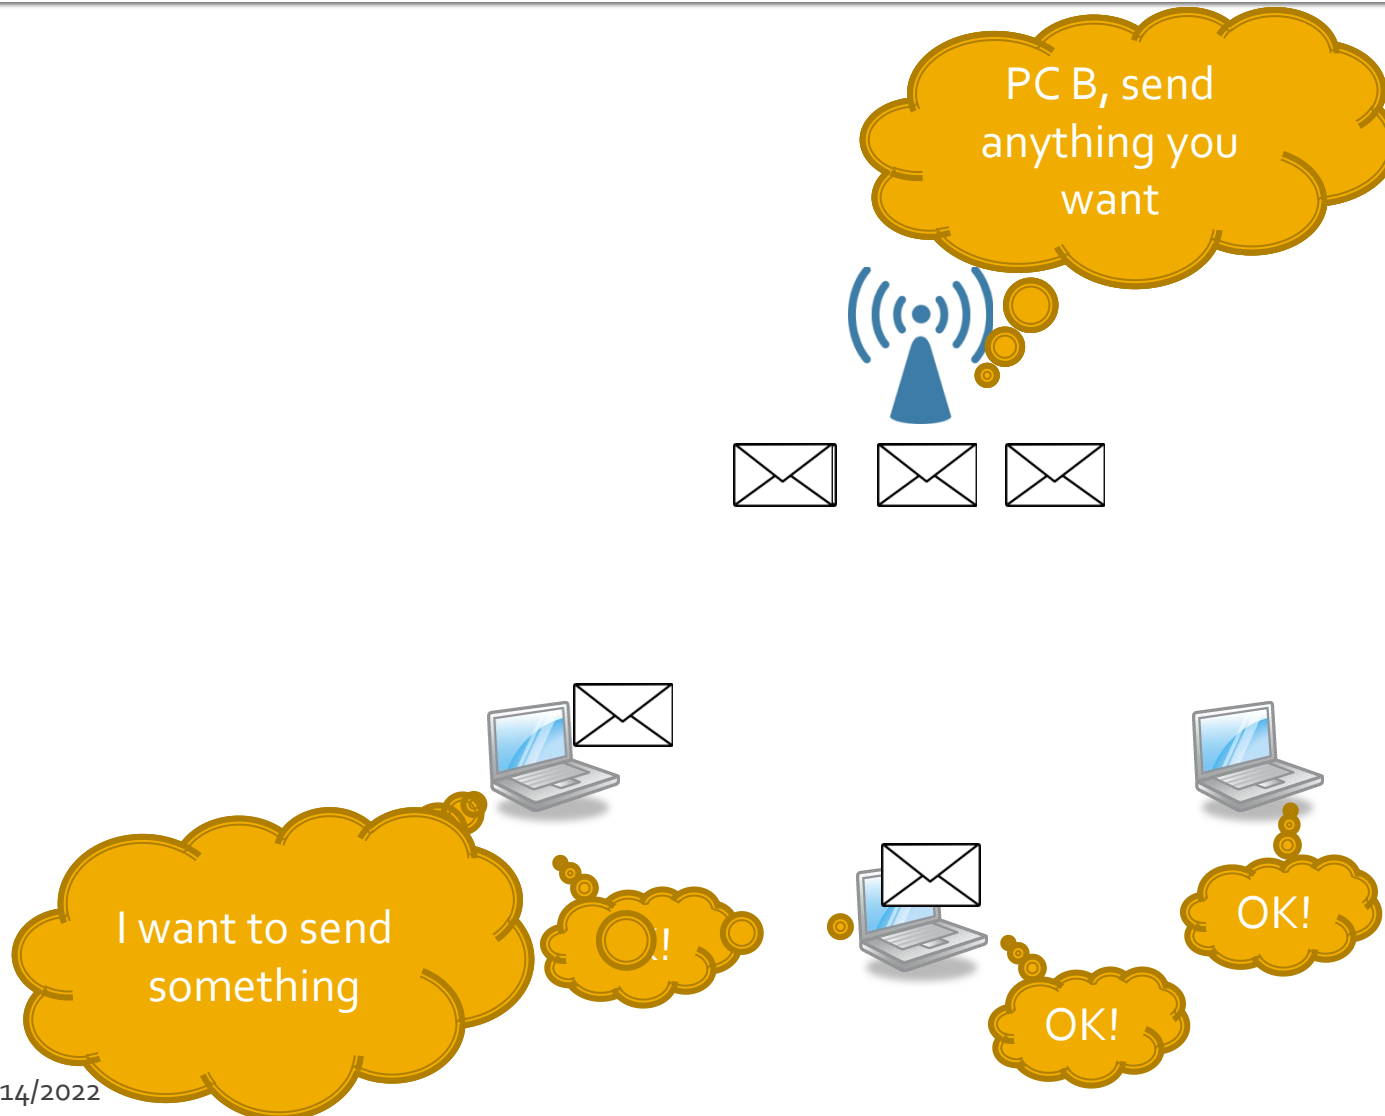 PC B, send
anything you
want
I want to send
something
K!
OK!
OK!
14/2022